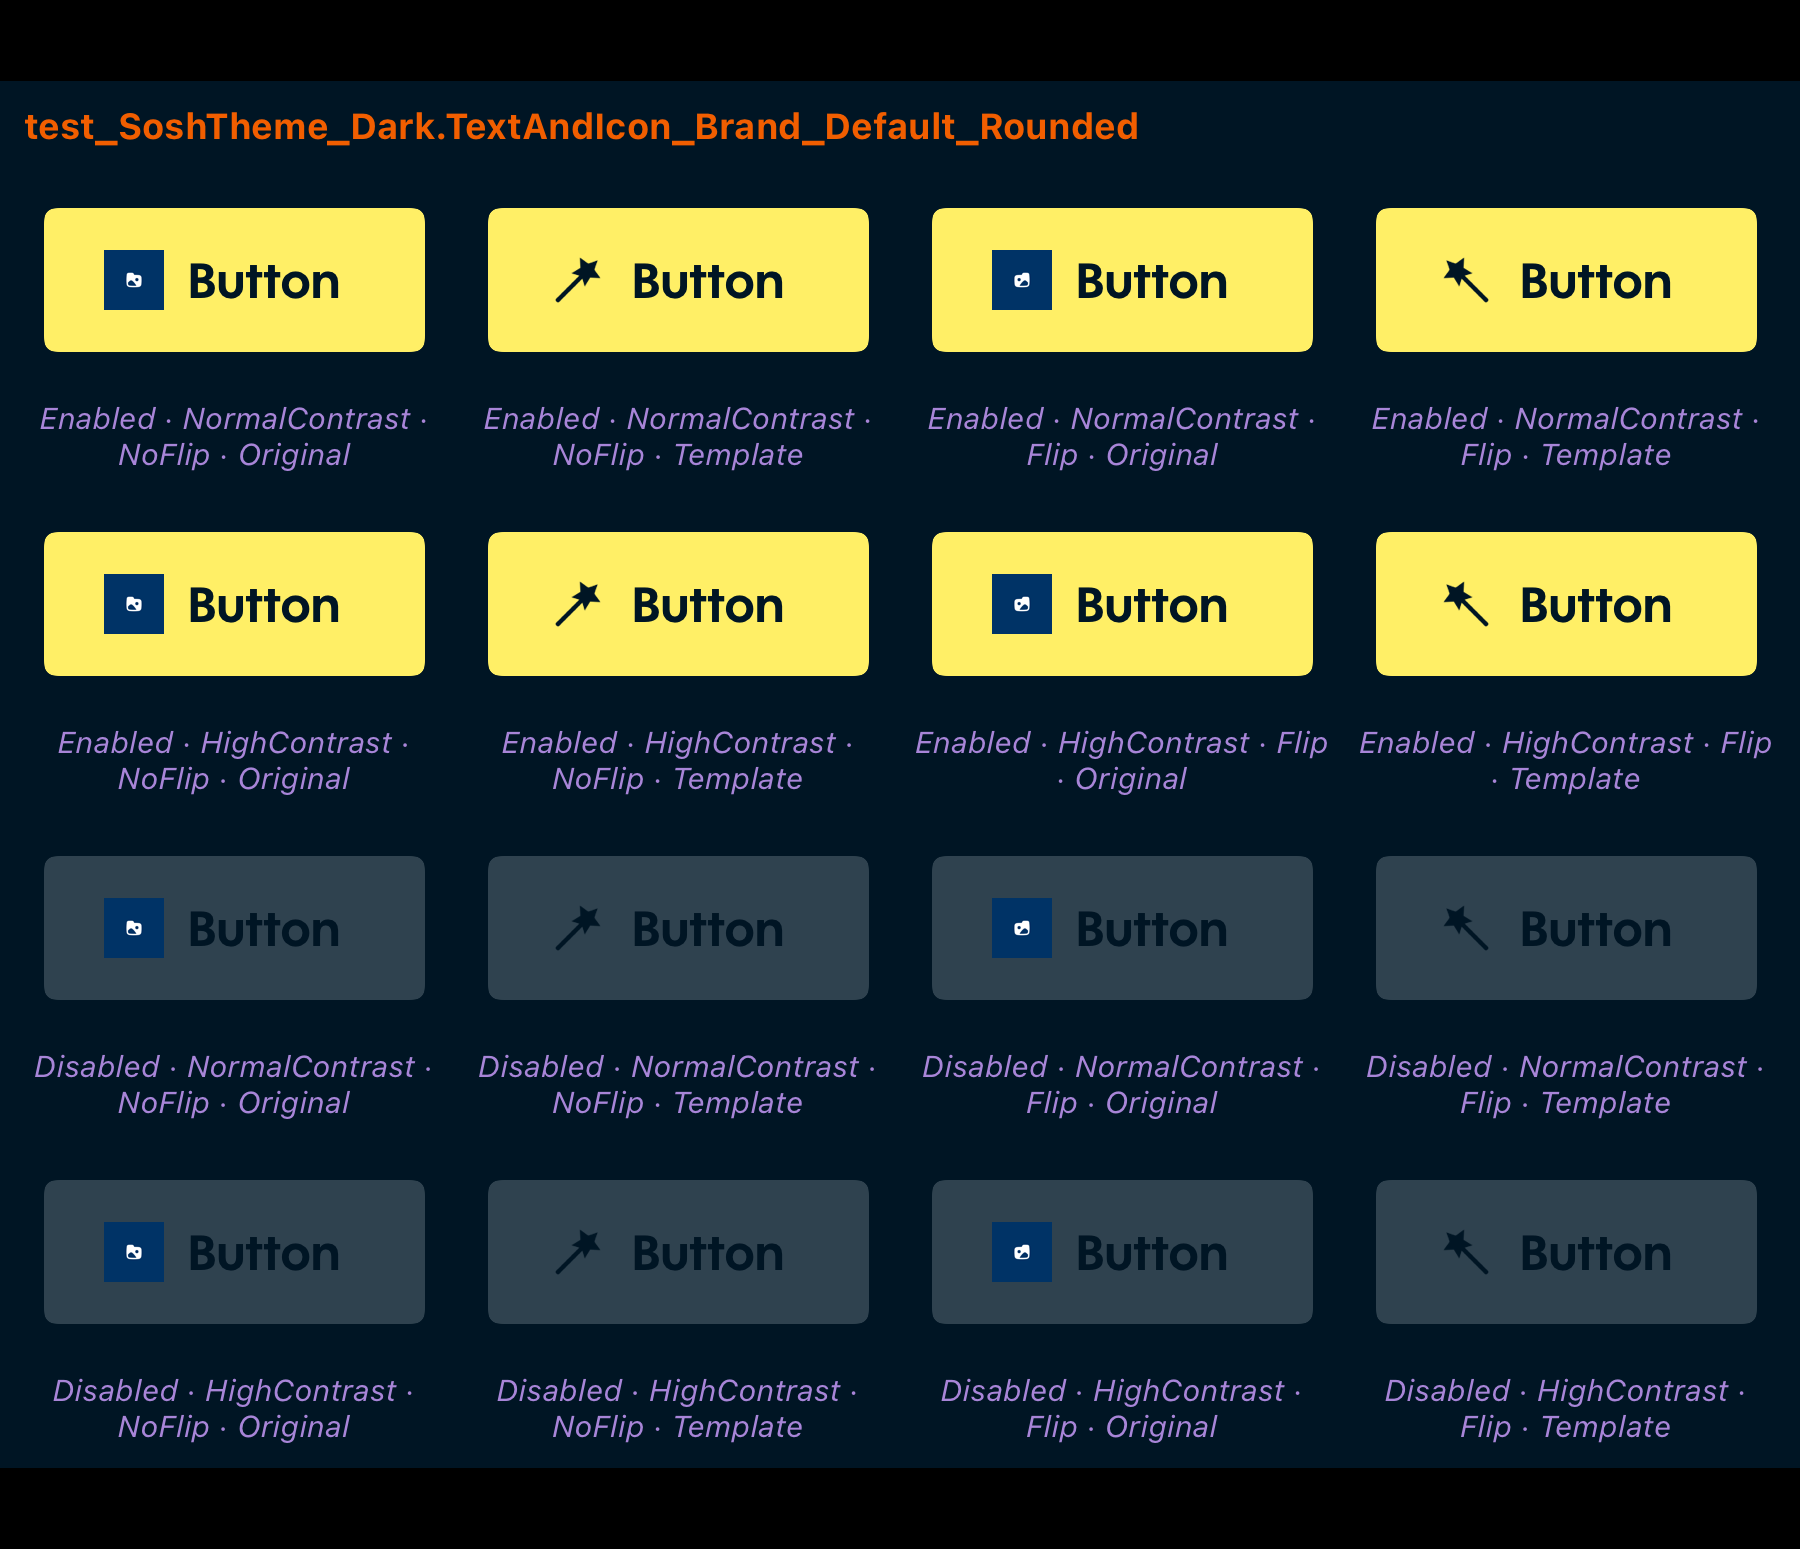 test_SoshTheme_Dark.TextAndIcon_Brand_Default_Rounded
Button
Button
Button
Button
Enabled · NormalContrast ·
NoFlip · Original
Enabled · NormalContrast ·
NoFlip · Template
Enabled · NormalContrast ·
Flip · Original
Enabled · NormalContrast ·
Flip · Template
Button
Button
Button
Button
Enabled · HighContrast ·
NoFlip · Original
Enabled · HighContrast ·
NoFlip · Template
Enabled · HighContrast · Flip
· Original
Enabled · HighContrast · Flip
· Template
Button
Button
Button
Button
Disabled · NormalContrast ·
NoFlip · Original
Disabled · NormalContrast ·
NoFlip · Template
Disabled · NormalContrast ·
Flip · Original
Disabled · NormalContrast ·
Flip · Template
Button
Button
Button
Button
Disabled · HighContrast ·
NoFlip · Original
Disabled · HighContrast ·
NoFlip · Template
Disabled · HighContrast ·
Flip · Original
Disabled · HighContrast ·
Flip · Template